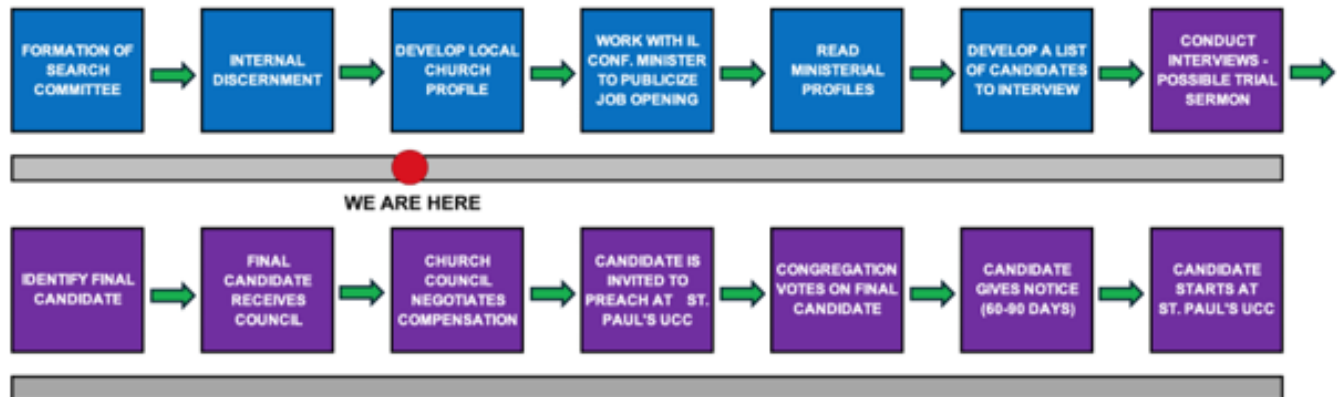 FORMATION OF
SEARCH
COMMITTEE
INTERNAL
DISCERNMENT
DEVELOP LOCAL
CHURCH
PROFILE
WORK WITH IL
CONF. MINISTER
TO PUBLICIZE
JOB OPENING
READ
MINISTERIAL
PROFILES
DEVELOP A LIST
OF CANDIDATES
TO INTERVIEW
CONDUCT
INTERVIEWS -
POSSIBLE TRIAL
SERMON
WE ARE HERE
IDENTIFY FINAL
CANDIDATE
FINAL
CANDIDATE
RECEIVES
COUNCIL
CHURCH
COUNCIL
NEGOTIATES
COMPENSATION
CANDIDATE IS
INVITED TO
PREACH AT ST.
PAUL'S UCC
CONGREGATION
VOTES ON FINAL
CANDIDATE
CANDIDATE
GIVES NOTICE
(60-90 DAYS)
CANDIDATE
STARTS AT
ST. PAUL'S UCC